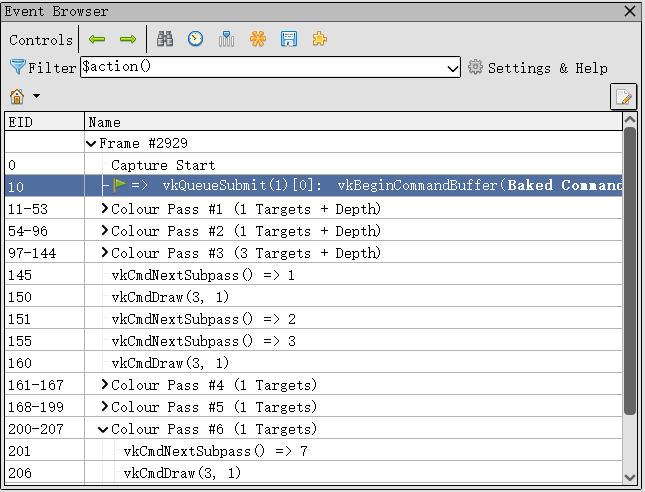 Event Browser
Controls
Filter $action() Settings & Help
EID Name
Frame #2929
0 Capture Start
10 => vkQueueSubmit(1)[0]: vkBeginCommandBuffer(Baked Command
11-53 Colour Pass #1 (1 Targets + Depth)
54-96 Colour Pass #2 (1 Targets + Depth)
97-144 Colour Pass #3 (3 Targets + Depth)
145 vkCmdNextSubpass() => 1
150 vkCmdDraw(3, 1)
151 vkCmdNextSubpass() => 2
155 vkCmdNextSubpass() => 3
160 vkCmdDraw(3, 1)
161-167 Colour Pass #4 (1 Targets)
168-199 Colour Pass #5 (1 Targets)
200-207 Colour Pass #6 (1 Targets)
201 vkCmdNextSubpass() => 7
206 vkCmdDraw(3, 1)